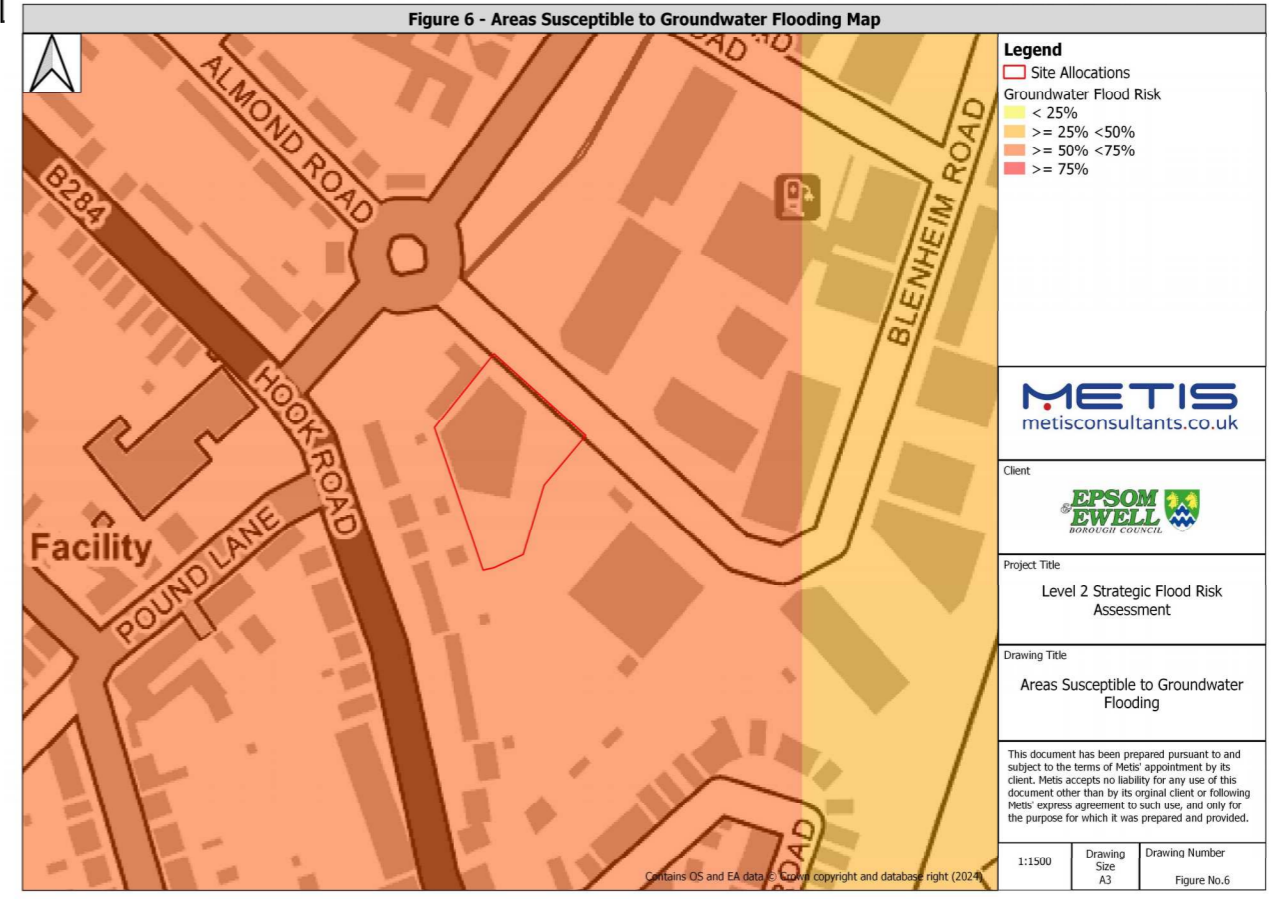 Figure 6 - Areas Susceptible to Groundwater Flooding Map
ALMOND ROAD
B284
HOOK ROAD
POUND LANE
Facility
BLENHEIM ROAD
ROAD
ROAD
Contains OS and EA data © Crown copyright and database right (2024)
Legend
Site Allocations
Groundwater Flood Risk
< 25%
>= 25% <50%
>= 50% <75%
>= 75%
METIS
metisconsultants.co.uk
Client
EPSOM
& EWELL
BOROUGH COUNCIL
Project Title
Level 2 Strategic Flood Risk
Assessment
Drawing Title
Areas Susceptible to Groundwater
Flooding
This document has been prepared pursuant to and
subject to the terms of Metis' appointment by its
client. Metis accepts no liability for any use of this
document other than by its orginal client or following
Metis' express agreement to such use, and only for
the purpose for which it was prepared and provided.
1:1500
Drawing
Size
A3
Drawing Number
Figure No.6